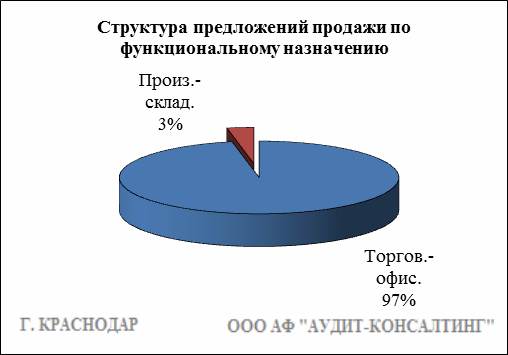 Структура предложений продажи по
функциональному назначению
Произ.-
склад.
3%
Торгов.-
офис.
97%
Г. КРАСНОДАР
ООО АФ "АУДИТ-КОНСАЛТИНГ"